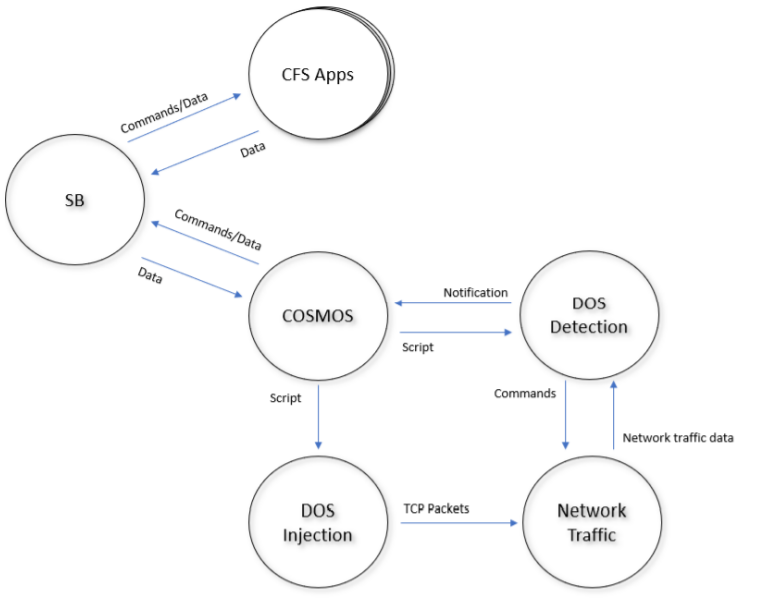 CFS Apps
Commands/Data
Data
SB
Commands/Data
Data
COSMOS
Notification
Script
DOS
Detection
Script
Commands
Network traffic data
DOS
Injection
TCP Packets
Network
Traffic